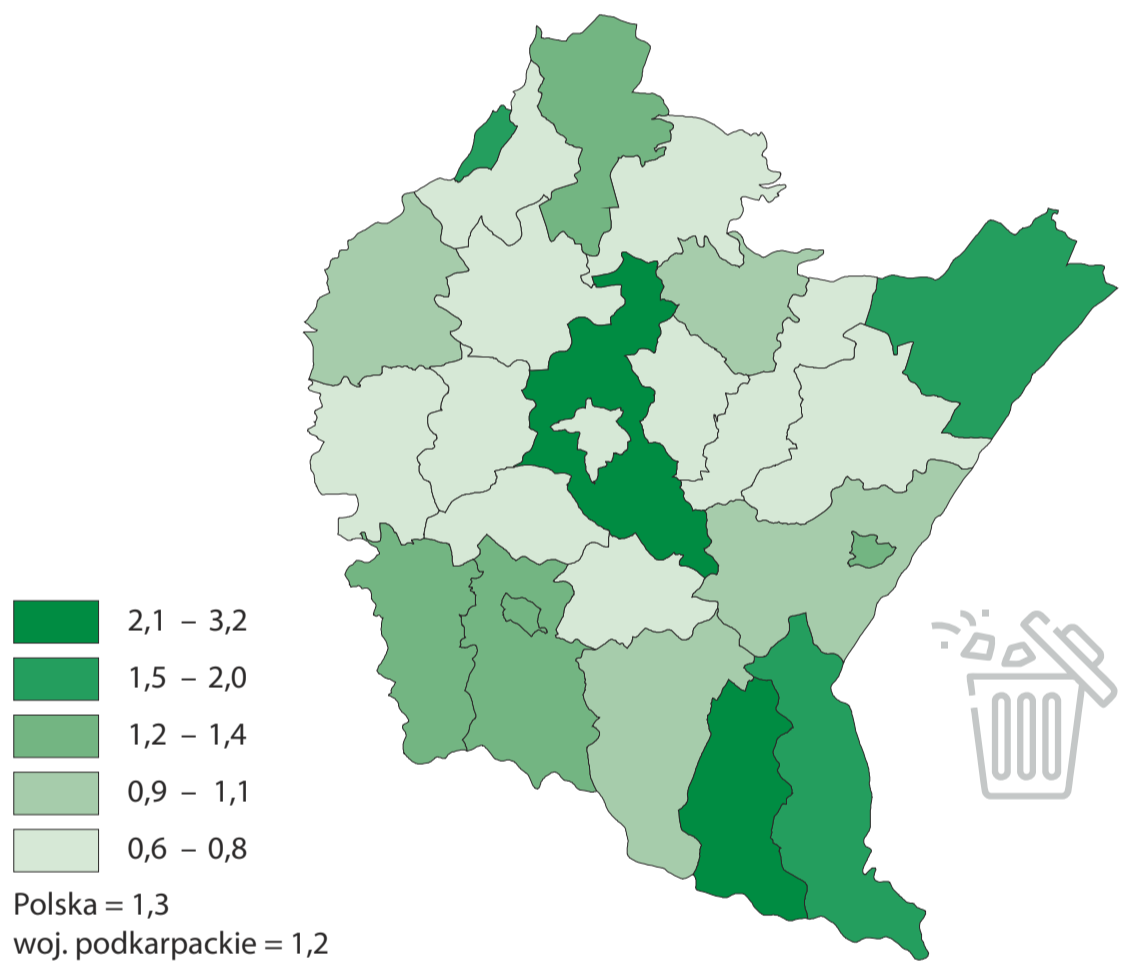 2,1 – 3,2
1,5 – 2,0
1,2 – 1,4
0,9 – 1,1
0,6 – 0,8
Polska = 1,3
woj. podkarpackie = 1,2